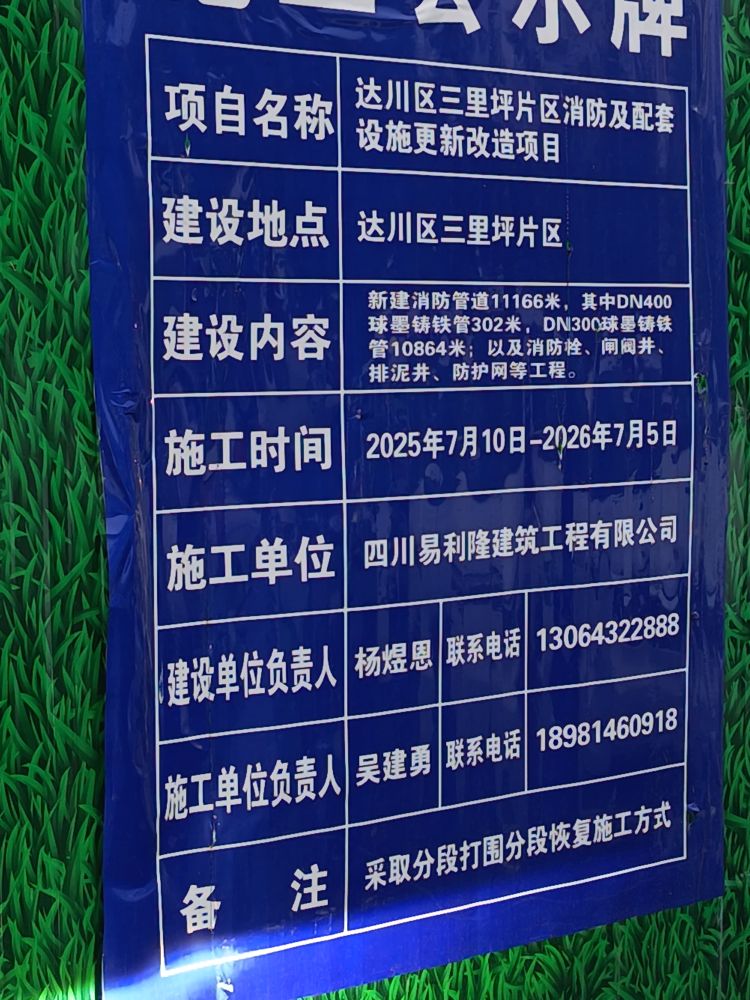 施工公示牌
项目名称 达川区三里坪片区消防及配套
设施更新改造项目
建设地点 达川区三里坪片区
建设内容 新建消防管道11166米，其中DN400
球墨铸铁管302米，DN300球墨铸铁
管10864米；以及消防栓、闸阀井、
排泥井、防护网等工程。
施工时间 2025年7月10日-2026年7月5日
施工单位 四川易利隆建筑工程有限公司
建设单位负责人 杨煜恩 联系电话 13064322888
施工单位负责人 吴建勇 联系电话 18981460918
备注 采取分段打围分段恢复施工方式